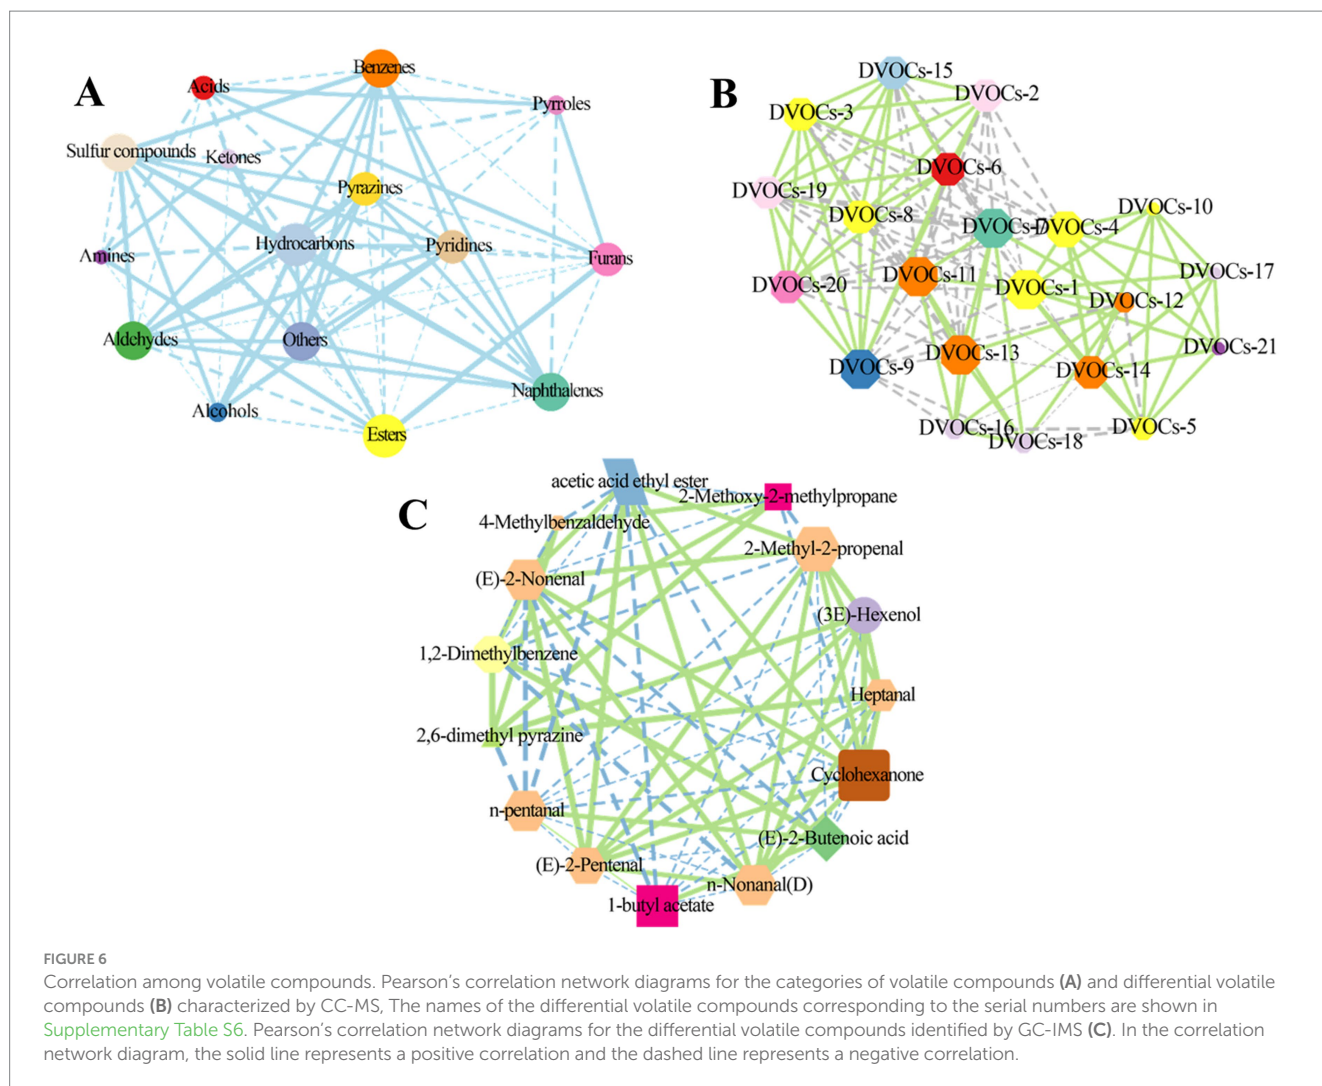 A
Benzenes
Acids
Pyrroles
Sulfur compounds
Ketones
Pyrazines
Hydrocarbons
Pyridines
Amines
Furans
Aldehydes
Others
Naphthalenes
Alcohols
Esters
B
DVOCs-15
DVOCs-2
DVOCs-3
DVOCs-6
DVOCs-19
DVOCs-8
DVOCs-10
DVOCs-7
DVOCs-4
DVOCs-17
DVOCs-11
DVOCs-20
DVOCs-1
DVOCs-12
DVOCs-21
DVOCs-13
DVOCs-9
DVOCs-14
DVOCs-16
DVOCs-5
DVOCs-18
C
acetic acid ethyl ester
2-Methoxy-2-methylpropane
4-Methylbenzaldehyde
2-Methyl-2-propenal
(E)-2-Nonenal
(3E)-Hexenol
1,2-Dimethylbenzene
Heptanal
2,6-dimethyl pyrazine
Cyclohexanone
n-pentanal
(E)-2-Butenoic acid
(E)-2-Pentenal
n-Nonanal(D)
1-butyl acetate
FIGURE 6
Correlation among volatile compounds. Pearson's correlation network diagrams for the categories of volatile compounds (A) and differential volatile
compounds (B) characterized by CC-MS, The names of the differential volatile compounds corresponding to the serial numbers are shown in
Supplementary Table S6. Pearson's correlation network diagrams for the differential volatile compounds identified by GC-IMS (C). In the correlation
network diagram, the solid line represents a positive correlation and the dashed line represents a negative correlation.